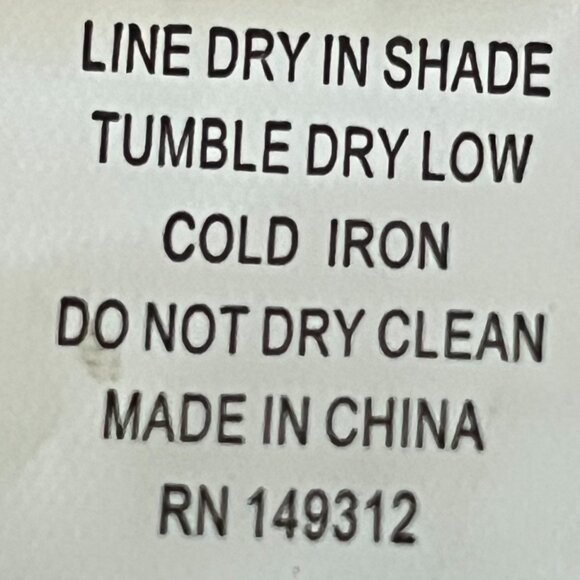 LINE DRY IN SHADE
TUMBLE DRY LOW
COLD IRON
DO NOT DRY CLEAN
MADE IN CHINA
RN 149312